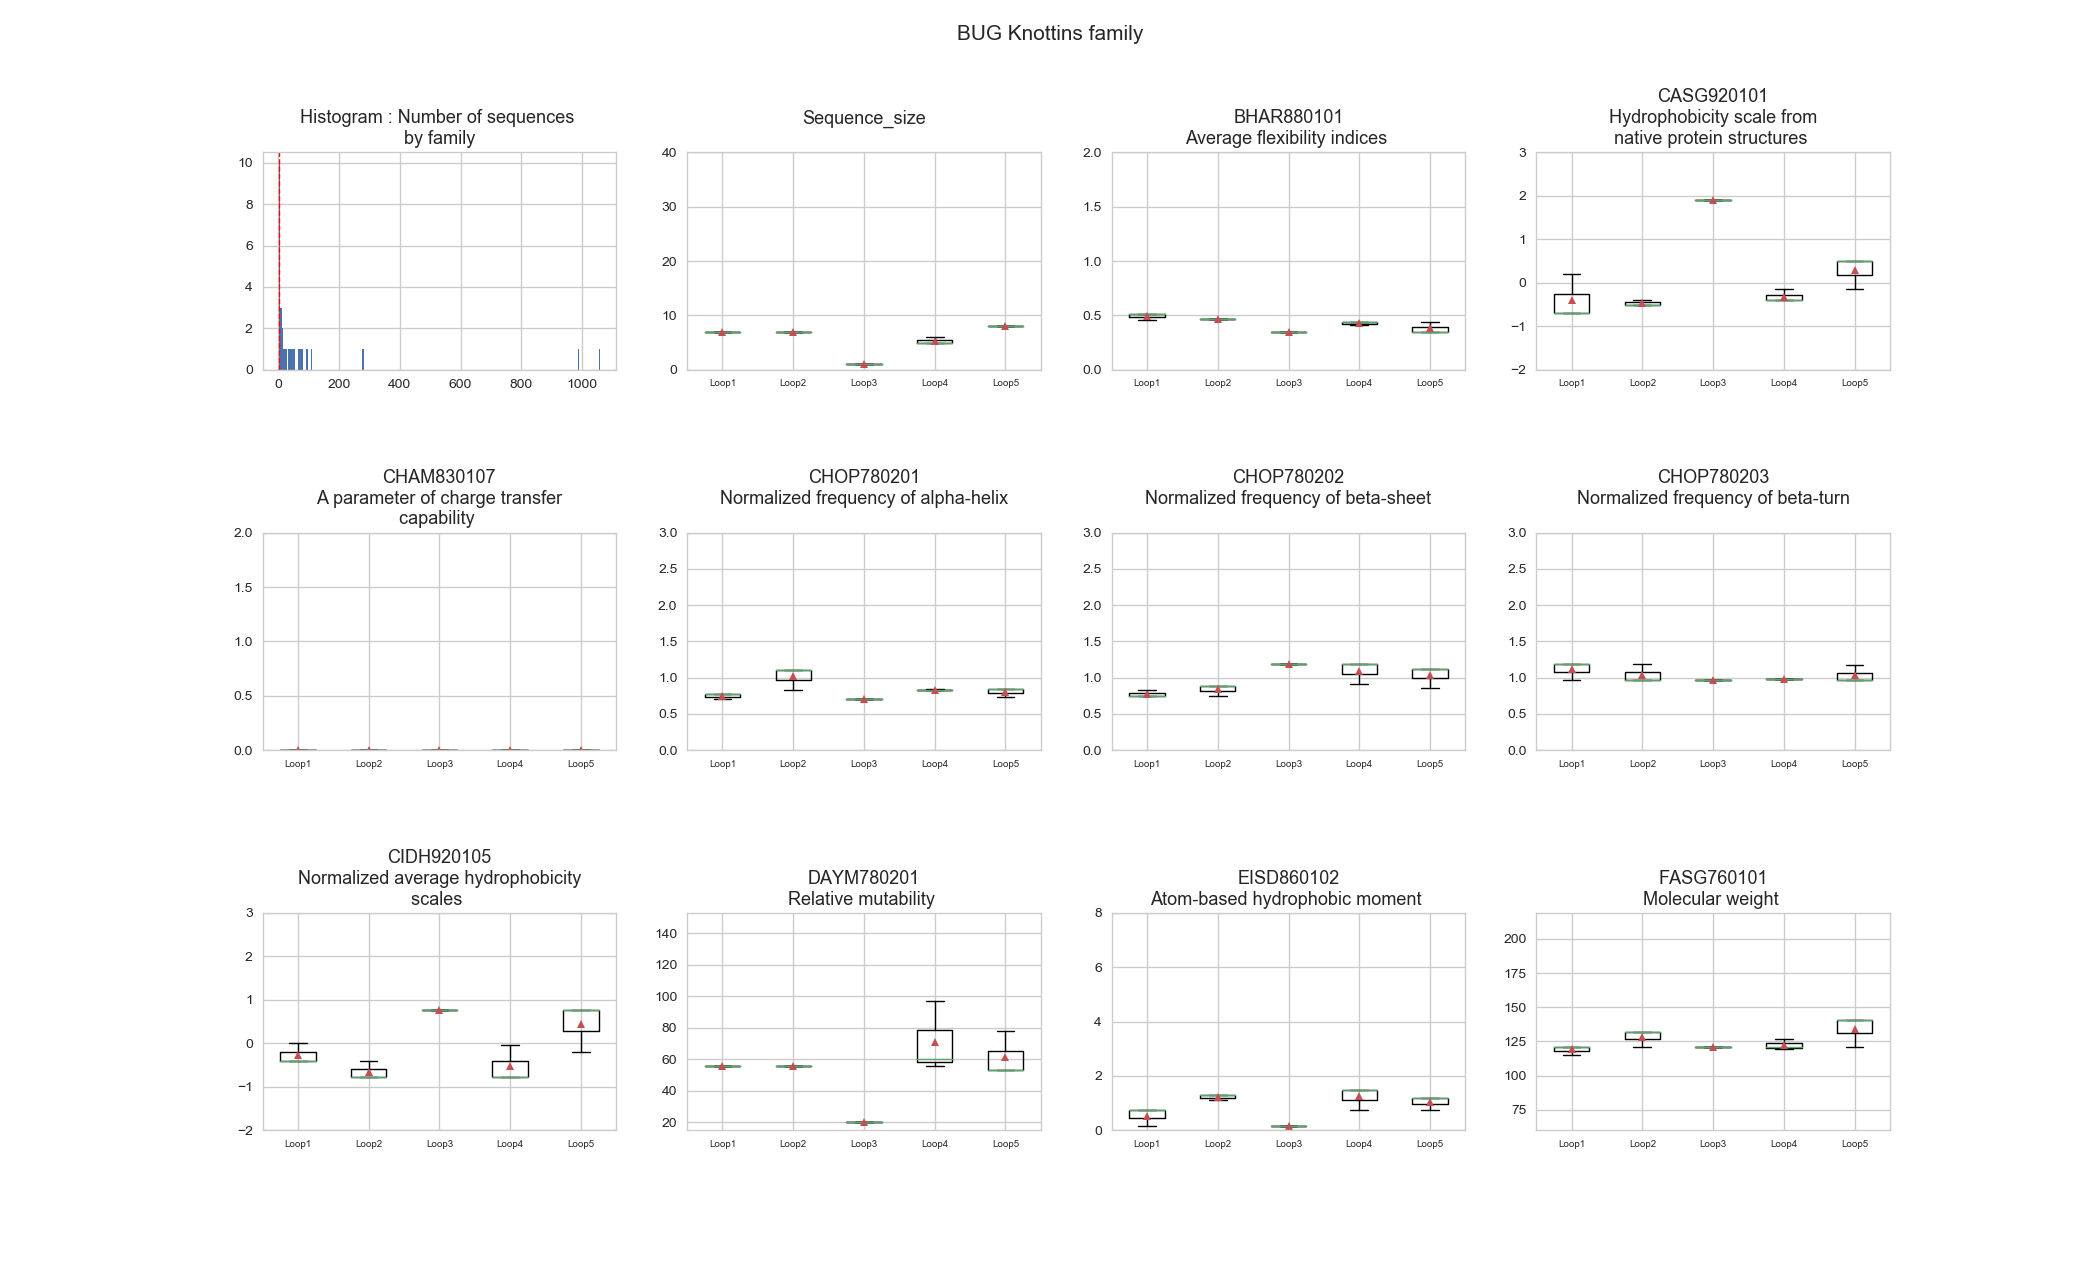 BUG Knottins family
Histogram : Number of sequences
by family
10
8
6
4
2
0
0 200 400 600 800 1000
Sequence_size
40
30
20
10
0
Loop1 Loop2 Loop3 Loop4 Loop5
BHAR880101
Average flexibility indices
2.0
1.5
1.0
0.5
0.0
Loop1 Loop2 Loop3 Loop4 Loop5
CASG920101
Hydrophobicity scale from
native protein structures
3
2
1
0
−1
−2
Loop1 Loop2 Loop3 Loop4 Loop5
CHAM830107
A parameter of charge transfer
capability
2.0
1.5
1.0
0.5
0.0
Loop1 Loop2 Loop3 Loop4 Loop5
CHOP780201
Normalized frequency of alpha-helix
3.0
2.5
2.0
1.5
1.0
0.5
0.0
Loop1 Loop2 Loop3 Loop4 Loop5
CHOP780202
Normalized frequency of beta-sheet
3.0
2.5
2.0
1.5
1.0
0.5
0.0
Loop1 Loop2 Loop3 Loop4 Loop5
CHOP780203
Normalized frequency of beta-turn
3.0
2.5
2.0
1.5
1.0
0.5
0.0
Loop1 Loop2 Loop3 Loop4 Loop5
CIDH920105
Normalized average hydrophobicity
scales
3
2
1
0
−1
−2
Loop1 Loop2 Loop3 Loop4 Loop5
DAYM780201
Relative mutability
140
120
100
80
60
40
20
Loop1 Loop2 Loop3 Loop4 Loop5
EISD860102
Atom-based hydrophobic moment
8
6
4
2
0
Loop1 Loop2 Loop3 Loop4 Loop5
FASG760101
Molecular weight
200
175
150
125
100
75
Loop1 Loop2 Loop3 Loop4 Loop5